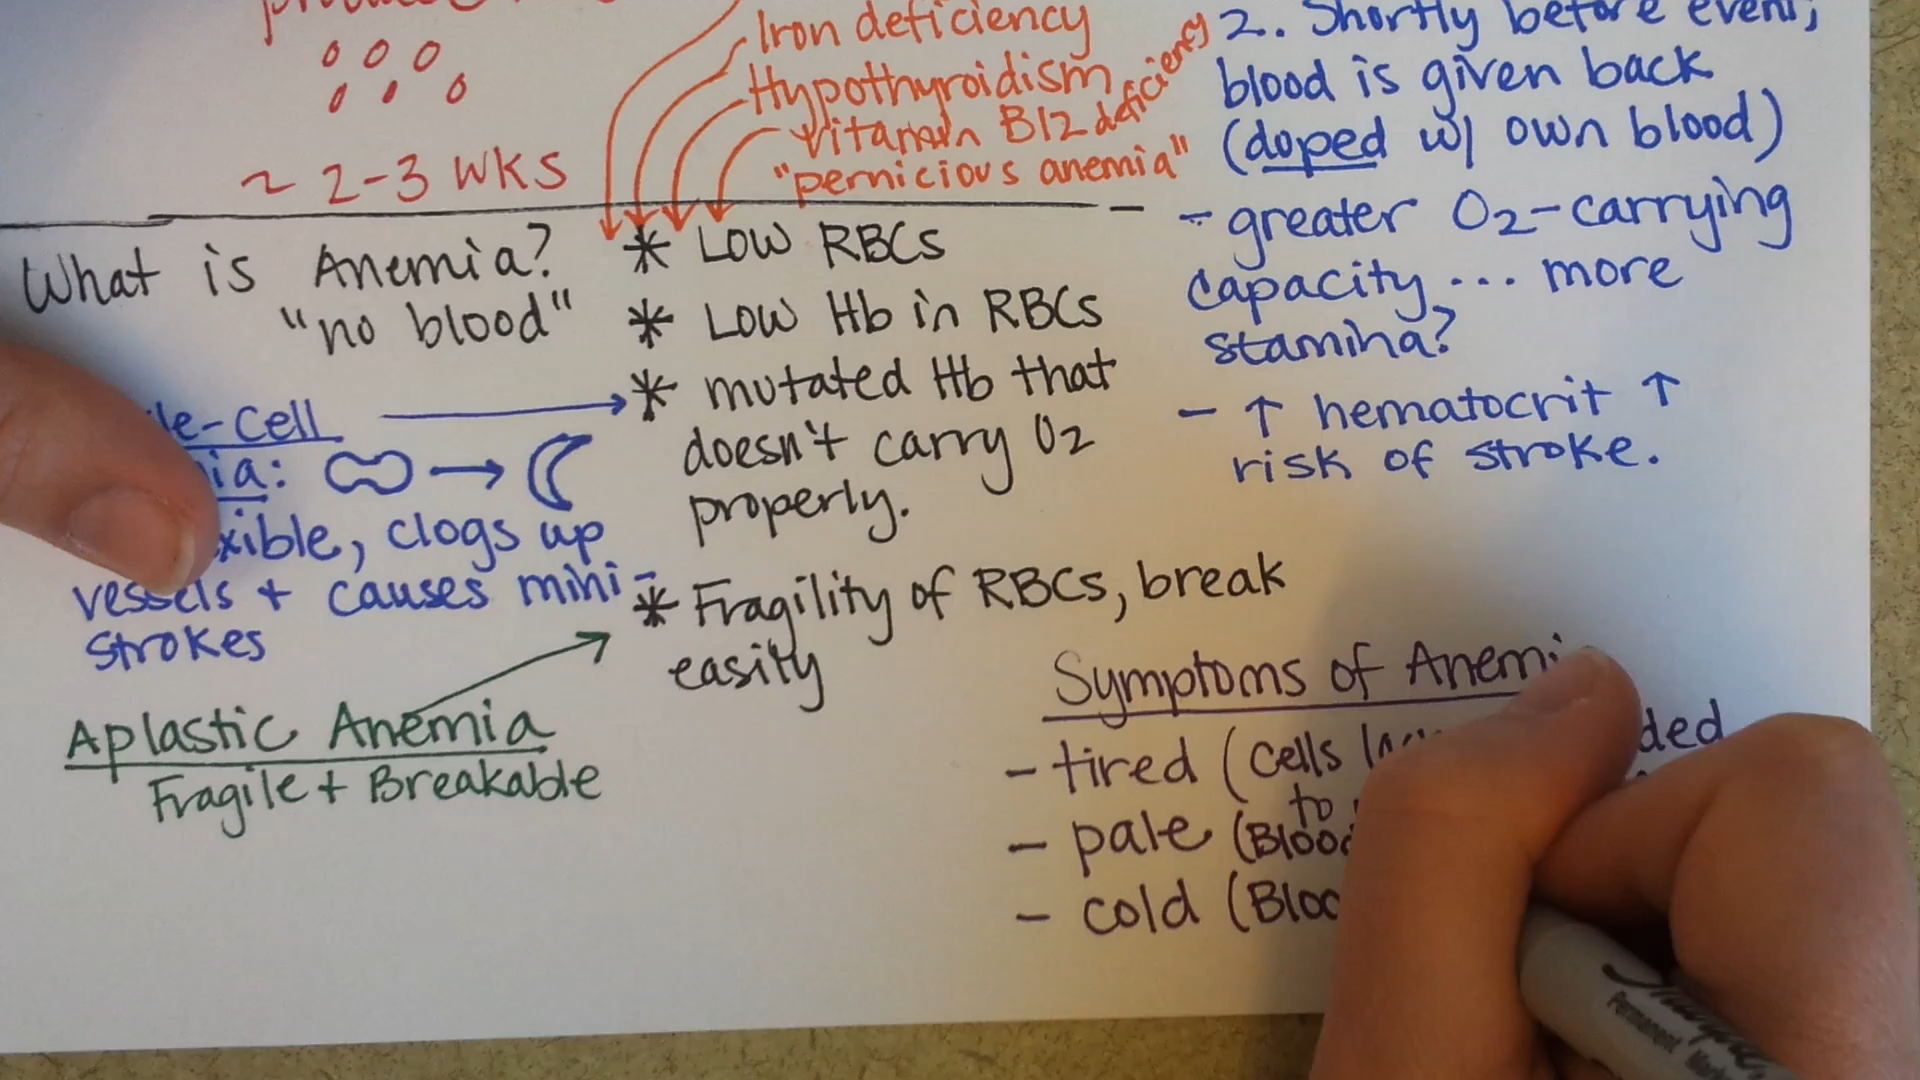 Iron deficiency
Hypothyroidism
vitamin B12 deficiency
"pernicious anemia"
~ 2-3 WKS
2. Shortly before event,
blood is given back
(doped w/ own blood)
- greater O2-carrying
capacity... more
stamina?
- ↑ hematocrit ↑
risk of stroke.
What is Anemia?
"no blood"
* Low RBCs
* Low Hb in RBCs
* mutated Hb that
doesn't carry O2
properly.
* Fragility of RBCs, break
easity
le-cell
ia:
xible, clogs up
vessels + causes mini-
strokes
Aplastic Anemia
Fragile + Breakable
Symptoms of Anemi
- tired (cells
ded
to
- pale (Blood
- cold (Bloo
Permanent